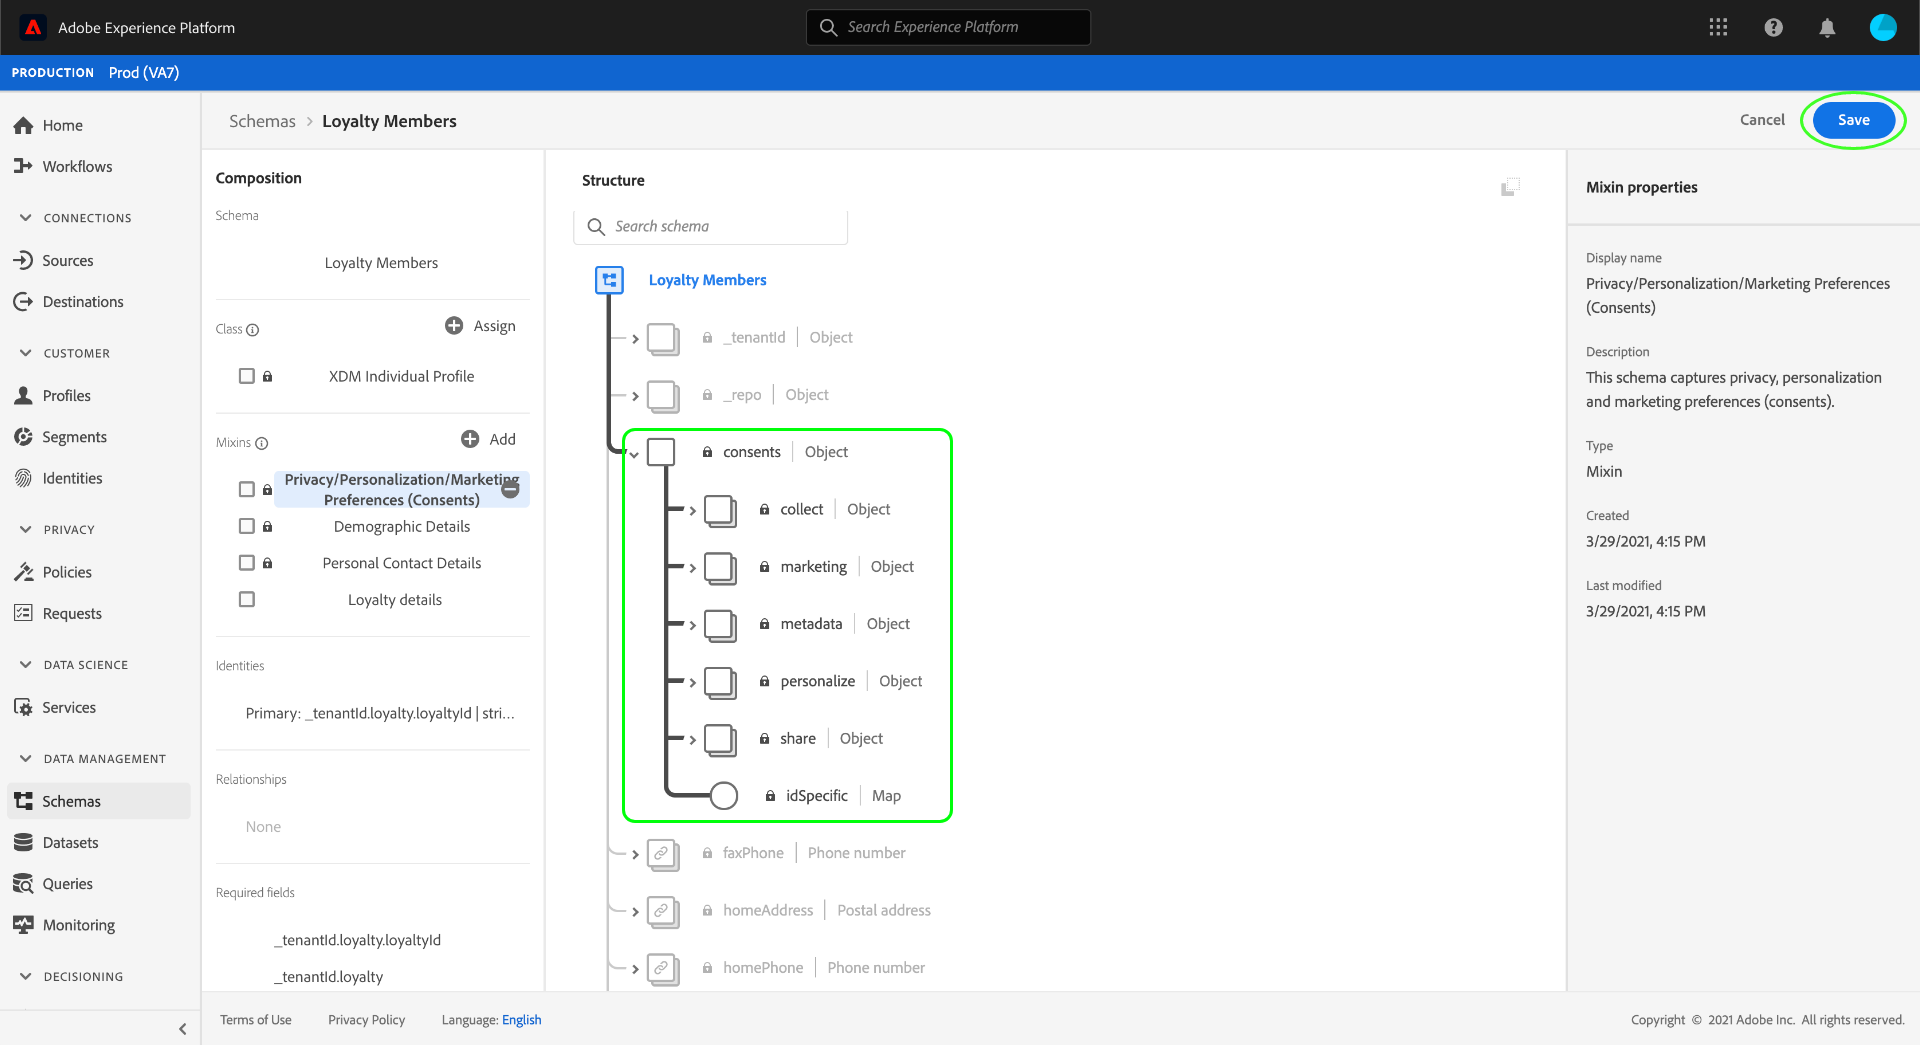 Adobe Experience Platform
Search Experience Platform
PRODUCTION Prod (VA7)
Home
Workflows
CONNECTIONS
Sources
Destinations
CUSTOMER
Profiles
Segments
Identities
PRIVACY
Policies
Requests
DATA SCIENCE
Services
DATA MANAGEMENT
Schemas
Datasets
Queries
Monitoring
DECISIONING
Schemas > Loyalty Members
Cancel
Save
Composition
Schema
Loyalty Members
Class
Assign
XDM Individual Profile
Mixins
Add
Privacy/Personalization/Marketing
Preferences (Consents)
Demographic Details
Personal Contact Details
Loyalty details
Identities
Primary: _tenantId.loyalty.loyaltyId | stri...
Relationships
None
Required fields
_tenantId.loyalty.loyaltyId
_tenantId.loyalty
Structure
Search schema
Loyalty Members
_tenantId | Object
_repo | Object
consents | Object
collect | Object
marketing | Object
metadata | Object
personalize | Object
share | Object
idSpecific | Map
faxPhone | Phone number
homeAddress | Postal address
homePhone | Phone number
Mixin properties
Display name
Privacy/Personalization/Marketing Preferences
(Consents)
Description
This schema captures privacy, personalization
and marketing preferences (consents).
Type
Mixin
Created
3/29/2021, 4:15 PM
Last modified
3/29/2021, 4:15 PM
Terms of Use
Privacy Policy
Language: English
Copyright © 2021 Adobe Inc. All rights reserved.